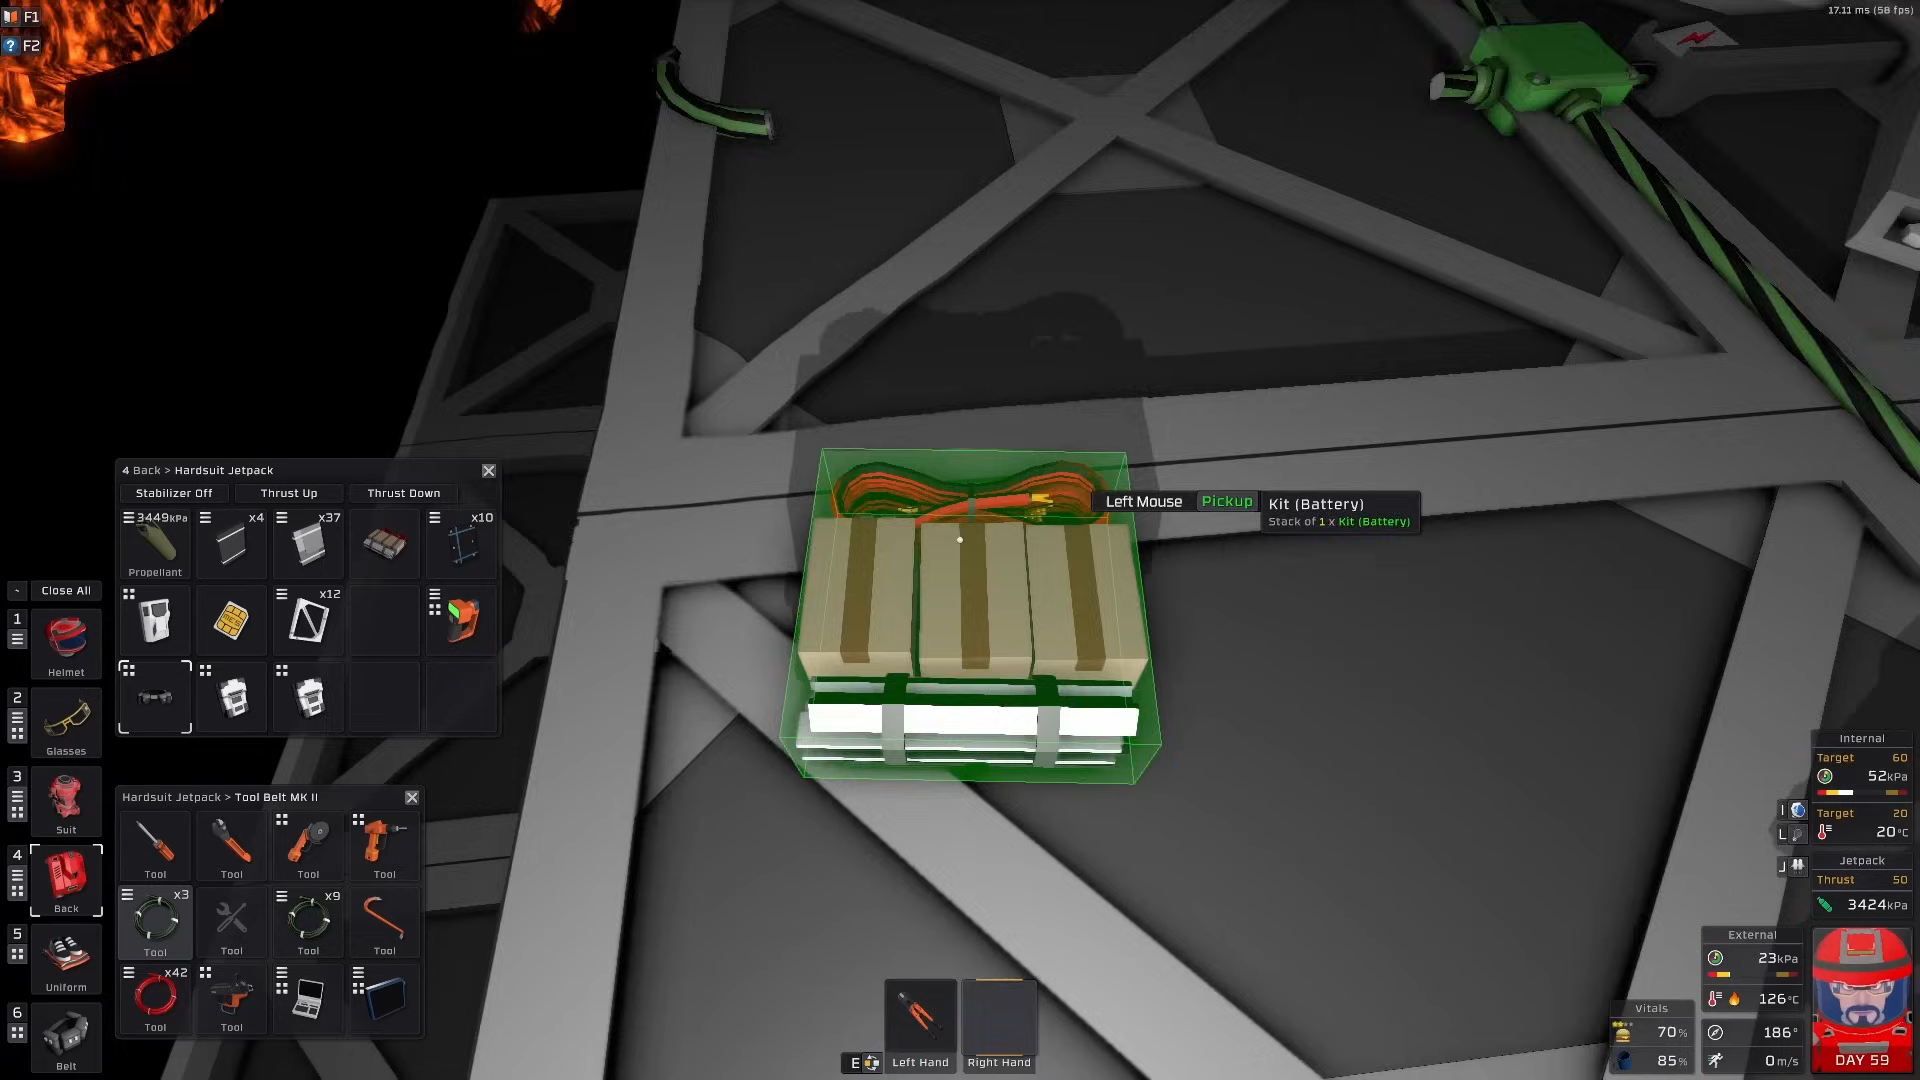 F1
F2
17.11 ms (58 fps)
Left Mouse Pickup
Kit (Battery)
Stack of 1 x Kit (Battery)
4 Back > Hardsuit Jetpack
Stabilizer Off
Thrust Up
Thrust Down
3449kPa
x4
x37
x10
Propellant
x12
~ Close All
1
Helmet
2
Glasses
3
Suit
4
Back
5
Uniform
6
Belt
Hardsuit Jetpack > Tool Belt MK II
Tool
Tool
Tool
Tool
x3
x9
Tool
Tool
Tool
Tool
x42
Tool
Tool
E
Left Hand
Right Hand
Internal
Target 60
52kPa
Target 20
20°C
I
L
J
Jetpack
Thrust 50
3424kPa
External
23kPa
126°C
186°
0m/s
Vitals
70%
85%
DAY 59